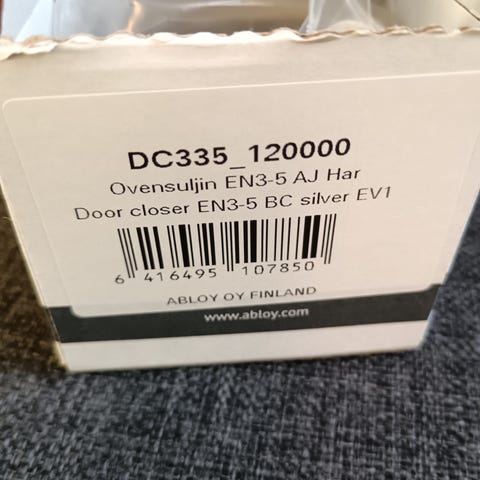 DC335_120000
Ovensuljin EN3-5 AJ Har
Door closer EN3-5 BC silver EV1
6 416495 107850
ABLOY OY FINLAND
www.abloy.com